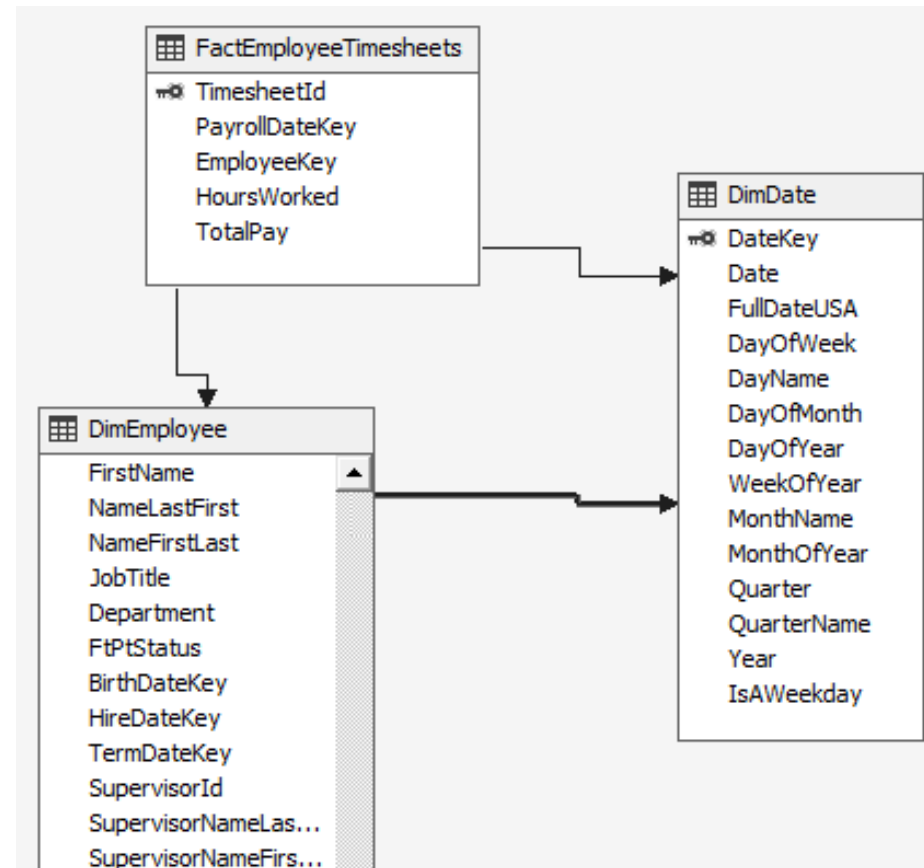 FactEmployeeTimesheets
TimesheetId
PayrollDateKey
EmployeeKey
HoursWorked
TotalPay
DimDate
DateKey
Date
FullDateUSA
DayOfWeek
DayName
DayOfMonth
DayOfYear
WeekOfYear
MonthName
MonthOfYear
Quarter
QuarterName
Year
IsAWeekday
DimEmployee
FirstName
NameLastFirst
NameFirstLast
JobTitle
Department
FtPtStatus
BirthDateKey
HireDateKey
TermDateKey
SupervisorId
SupervisorNameLas...
SupervisorNameFirs...